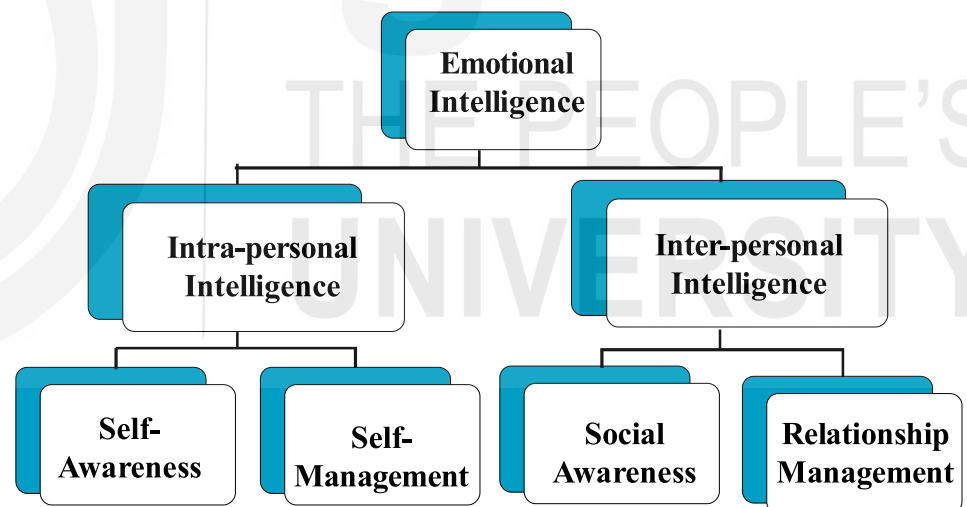 Emotional
Intelligence
THE PEOPLE'S
UNIVERSITY
Intra-personal
Intelligence
Inter-personal
Intelligence
Self-
Awareness
Self-
Management
Social
Awareness
Relationship
Management